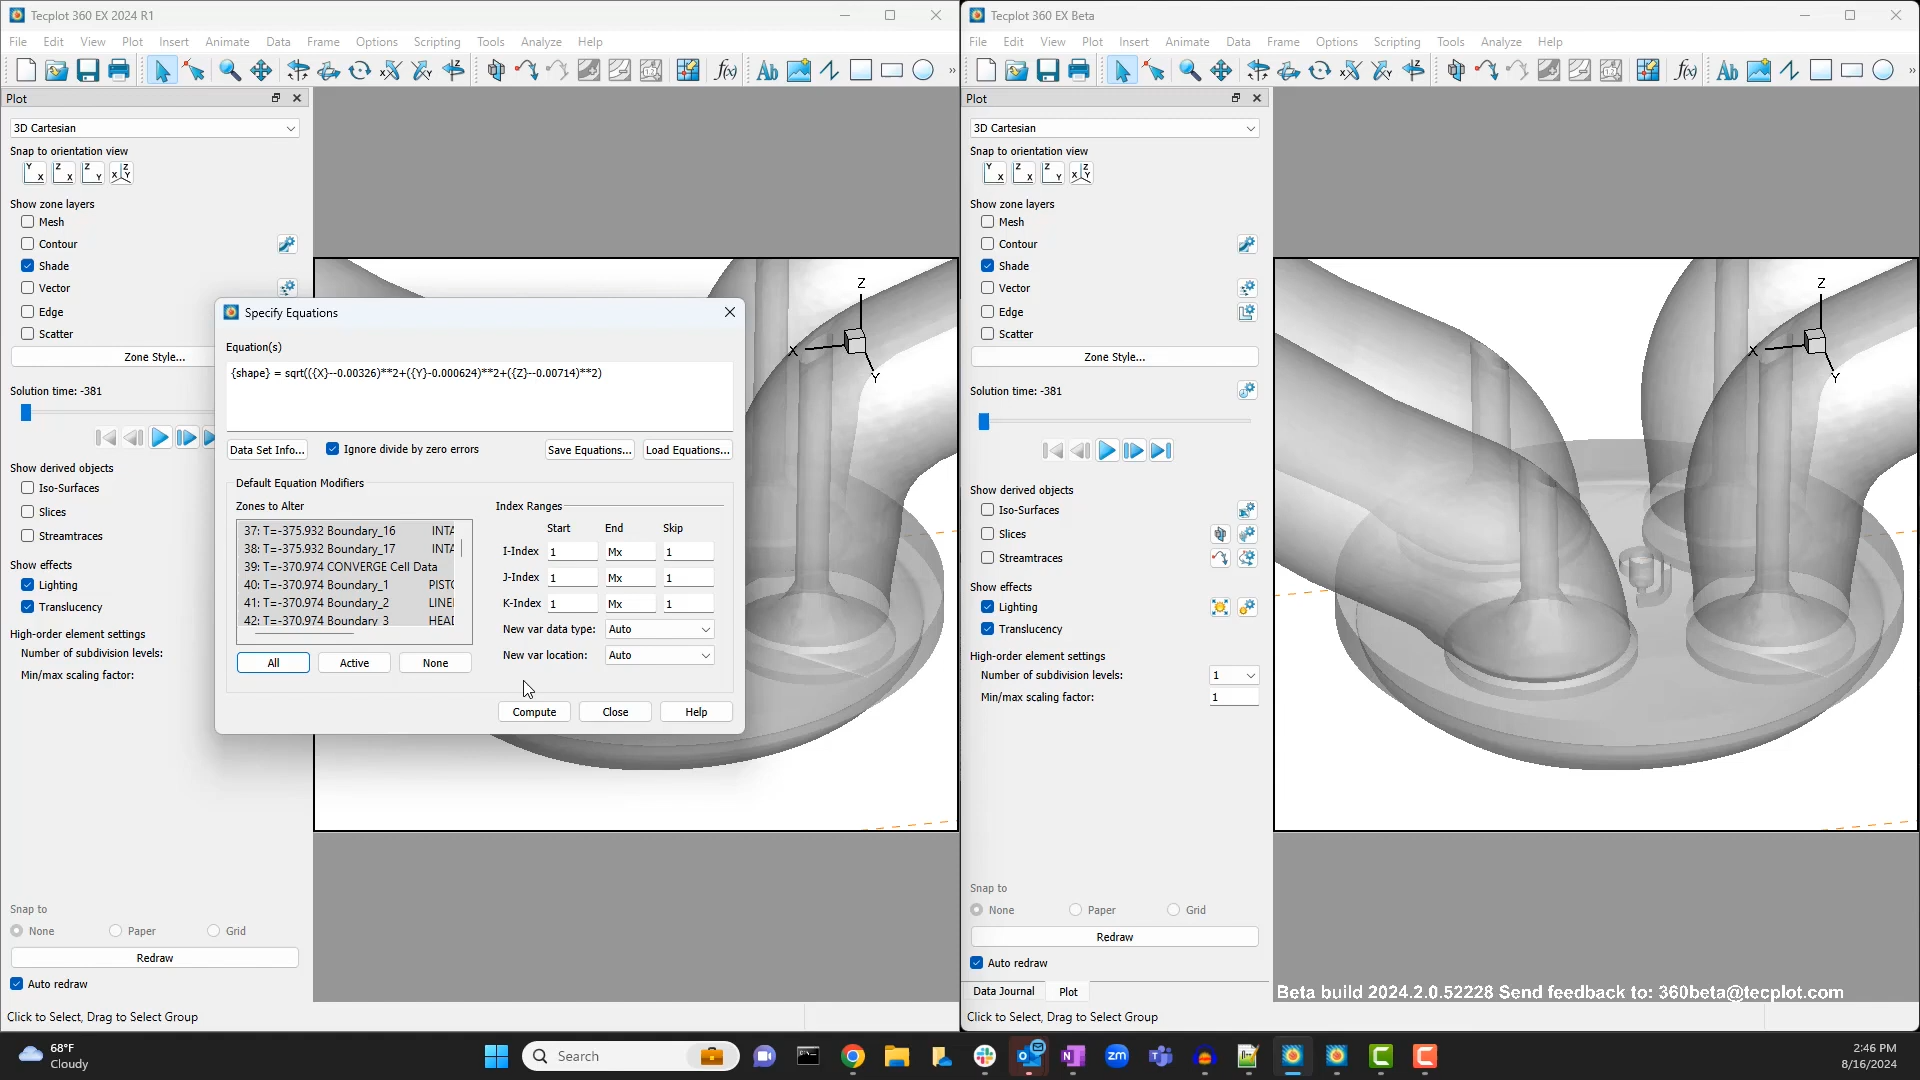 Tecplot 360 EX 2024 R1
File Edit View Plot Insert Animate Data Frame Options Scripting Tools Analyze Help
Plot
3D Cartesian
Snap to orientation view
Y X Z X Z Y X Z Y
Show zone layers
Mesh
Contour
Shade
Vector
Edge
Scatter
Zone Style...
Solution time: -381
Show derived objects
Iso-Surfaces
Slices
Streamtraces
Show effects
Lighting
Translucency
High-order element settings
Number of subdivision levels:
Min/max scaling factor:
Snap to
None Paper Grid
Redraw
Auto redraw
Click to Select, Drag to Select Group
Specify Equations
Equation(s)
{shape} = sqrt(({X}--0.00326)**2+({Y}-0.000624)**2+({Z}--0.00714)**2)
Data Set Info... Ignore divide by zero errors Save Equations... Load Equations...
Default Equation Modifiers
Zones to Alter
37: T=-375.932 Boundary_16 INTA
38: T=-375.932 Boundary_17 INTA
39: T=-370.974 CONVERGE Cell Data
40: T=-370.974 Boundary_1 PISTO
41: T=-370.974 Boundary_2 LINE
42: T=-370.974 Boundary_3 HEAD
All Active None
Index Ranges
Start End Skip
I-Index 1 Mx 1
J-Index 1 Mx 1
K-Index 1 Mx 1
New var data type: Auto
New var location: Auto
Compute Close Help
Z
X
Y
Tecplot 360 EX Beta
File Edit View Plot Insert Animate Data Frame Options Scripting Tools Analyze Help
Plot
3D Cartesian
Snap to orientation view
Y X Z X Z Y X Z Y
Show zone layers
Mesh
Contour
Shade
Vector
Edge
Scatter
Zone Style...
Solution time: -381
Show derived objects
Iso-Surfaces
Slices
Streamtraces
Show effects
Lighting
Translucency
High-order element settings
Number of subdivision levels: 1
Min/max scaling factor: 1
Snap to
None Paper Grid
Redraw
Auto redraw
Data Journal Plot
Click to Select, Drag to Select Group
Z
X
Y
Beta build 2024.2.0.52228 Send feedback to: 360beta@tecplot.com
68°F
Cloudy
Search
zm
2:46 PM
8/16/2024